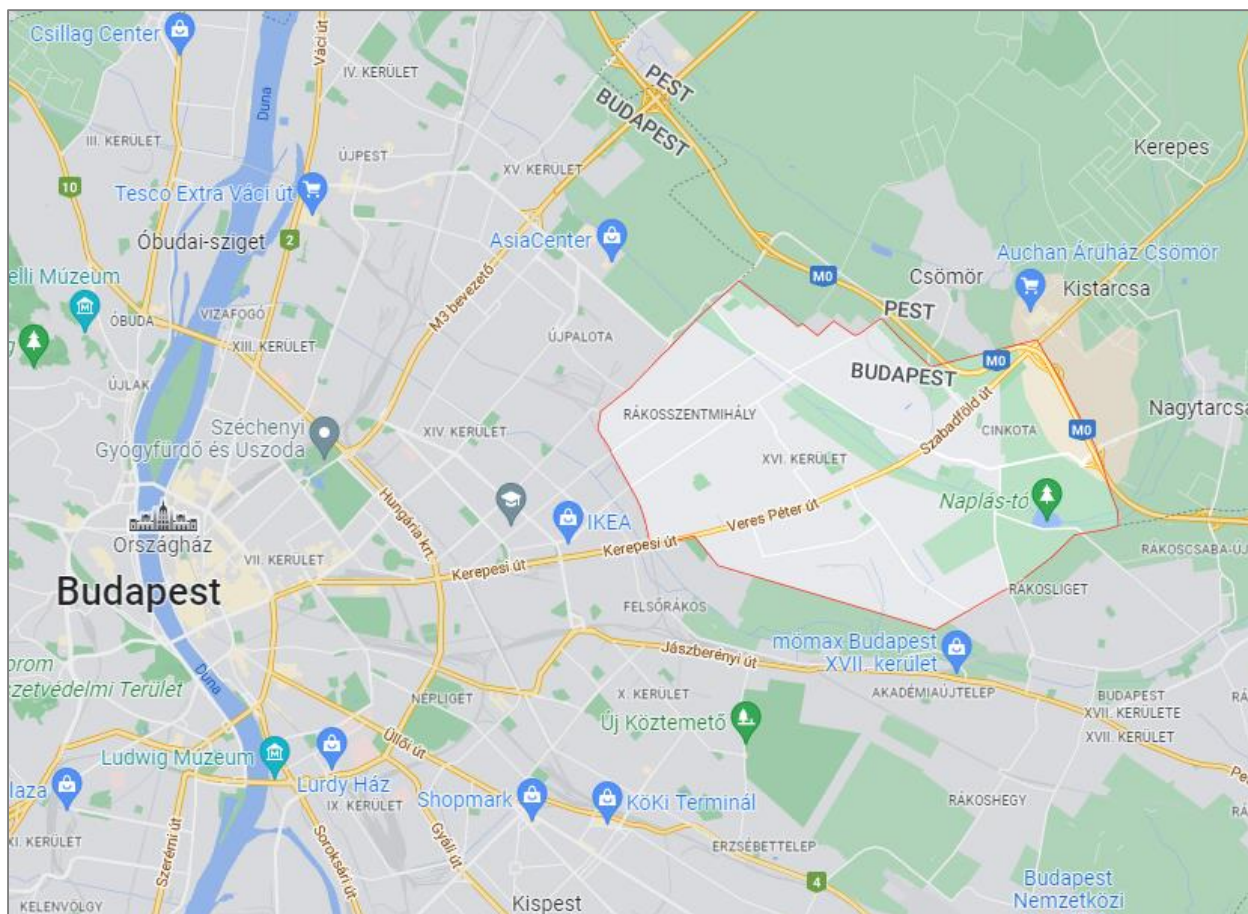 Csillag Center
Duna
Váci út
IV. KERÜLET
PEST
BUDAPEST
III. KERÜLET
ÚJPEST
XV. KERÜLET
Kerepes
10
Tesco Extra Váci út
Óbudai-sziget
2
AsiaCenter
M0
Csömör
Auchan Áruház Csömör
Kistarcsa
elli Múzeum
ÓBUDA
VIZAFOGÓ
M3 bevezető
PEST
XIII. KERÜLET
ÚJPALOTA
M0
BUDAPEST
ÚJLAK
RÁKOSSZENTMIHÁLY
Szabadföld út
Nagytarcsa
Széchenyi
Gyógyfürdő és Uszoda
XIV. KERÜLET
CINKOTA
M0
XVI. KERÜLET
Hungária krt.
Naplás-tó
IKEA
Veres Péter út
Országház
VII. KERÜLET
Kerepesi út
Kerepesi út
RÁKOSCSABA-ÚJ
Budapest
RÁKOSLIGET
FELSŐRÁKOS
mömax Budapest
XVII. kerület
Jászberényi út
orom
szetvédelmi Terület
Duna
NÉPLIGET
X. KERÜLET
AKADÉMIAÚJTELEP
BUDAPEST
XVII. KERÜLETE
XVII. KERÜLET
RÁ
Új Köztemető
Üllői út
Ludwig Múzeum
Lurdy Ház
Pe
laza
IX. KERÜLET
Shopmark
KöKi Terminál
RÁKOSHEGY
XI. KERÜLET
Szerémi út
Soroksári út
Gyáli út
ERZSÉBETTELEP
4
Budapest
Nemzetközi
KELENVÖLGY
Kispest